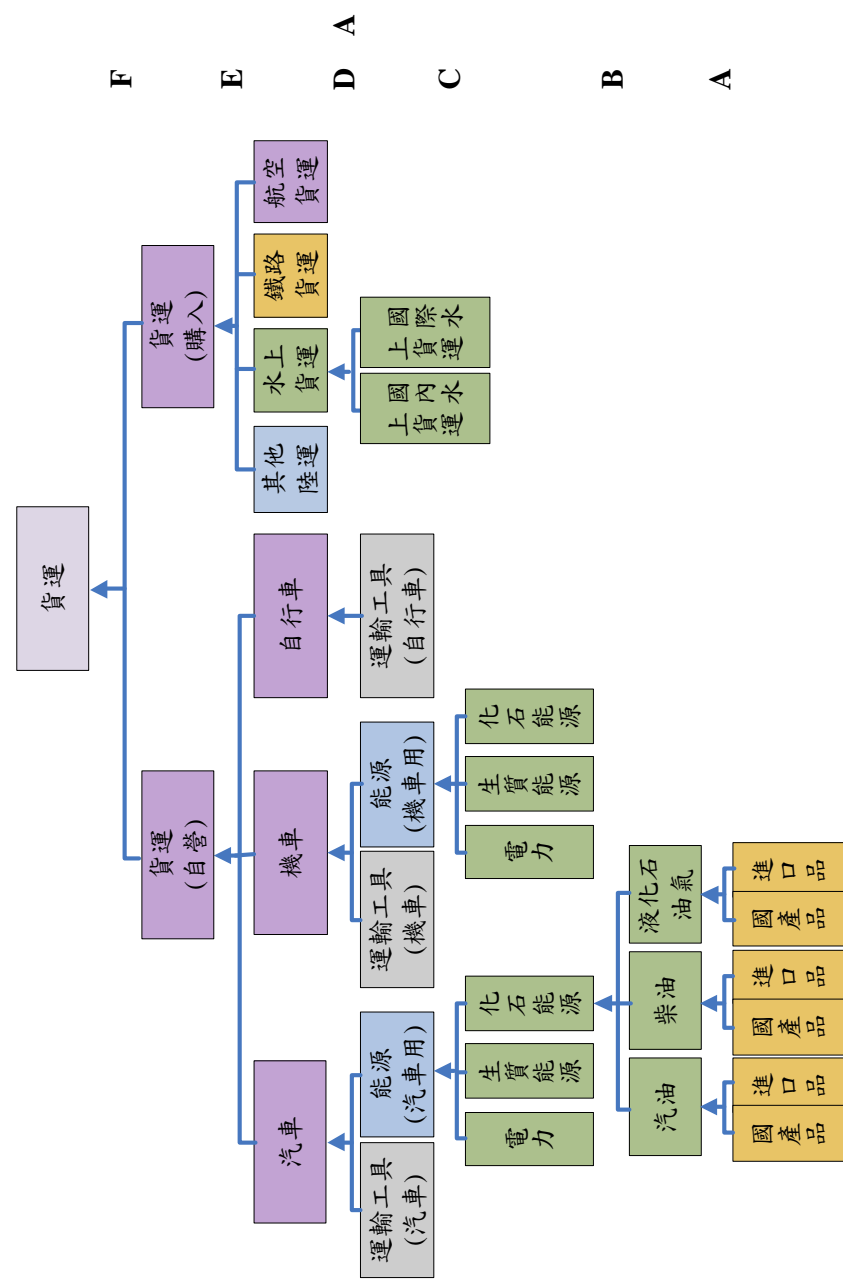 貨運
貨運
(自營)
貨運
(購入)
F
汽車
機車
自行車
其他
陸運
水上
貨運
鐵路
貨運
航空
貨運
E
運輸工具
(汽車)
能源
(汽車用)
運輸工具
(機車)
能源
(機車用)
運輸工具
(自行車)
國內水
上貨運
國際水
上貨運
D
A
電力
生質能源
化石能源
電力
生質能源
化石能源
C
汽油
柴油
液化石
油氣
B
國產品
進口品
國產品
進口品
國產品
進口品
A